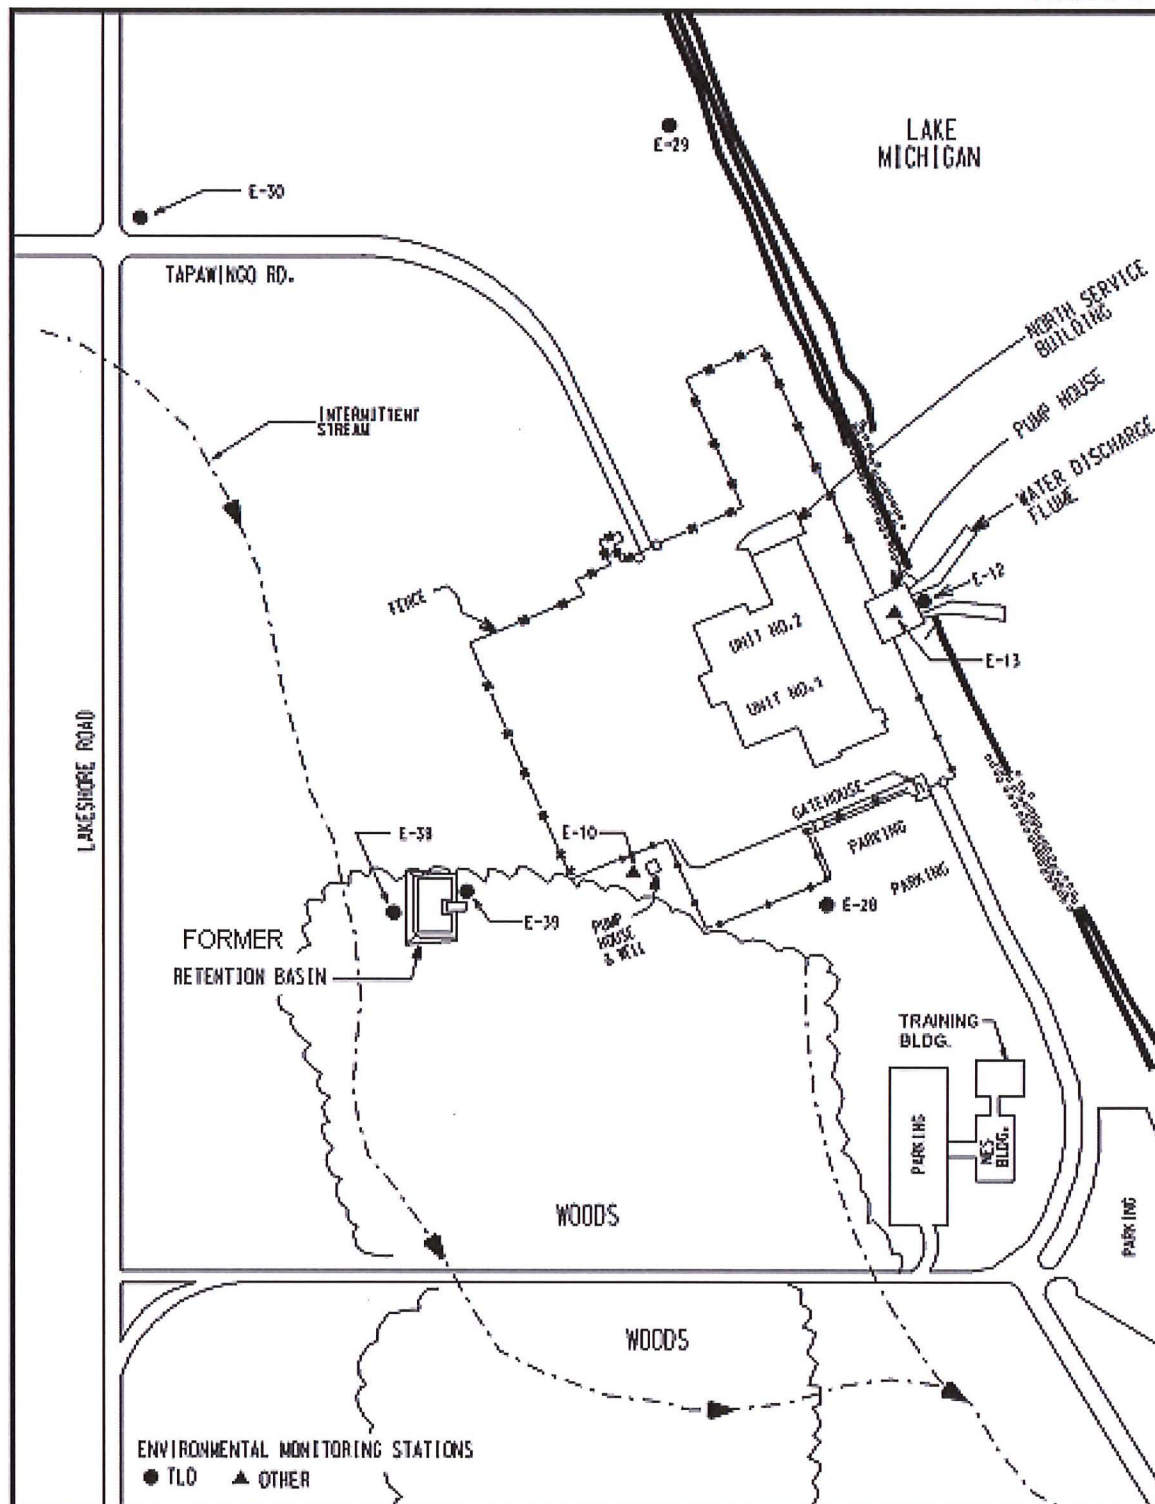 LAKE
MICHIGAN
E-29
E-30
TAPAWINGO RD.
NORTH SERVICE
BUILDING
PUMP HOUSE
WATER DISCHARGE
FLUME
INTERMITTENT
STREAM
E-12
FENCE
UNIT NO.2
E-13
UNIT NO.1
LAKESHORE ROAD
GATEHOUSE
E-38
E-10
PARKING
PARKING
E-28
E-39
PUMP
HOUSE
& WELL
FORMER
RETENTION BASIN
TRAINING
BLDG.
PARKING
NES
BLDG.
PARKING
WOODS
WOODS
ENVIRONMENTAL MONITORING STATIONS
TLD
OTHER